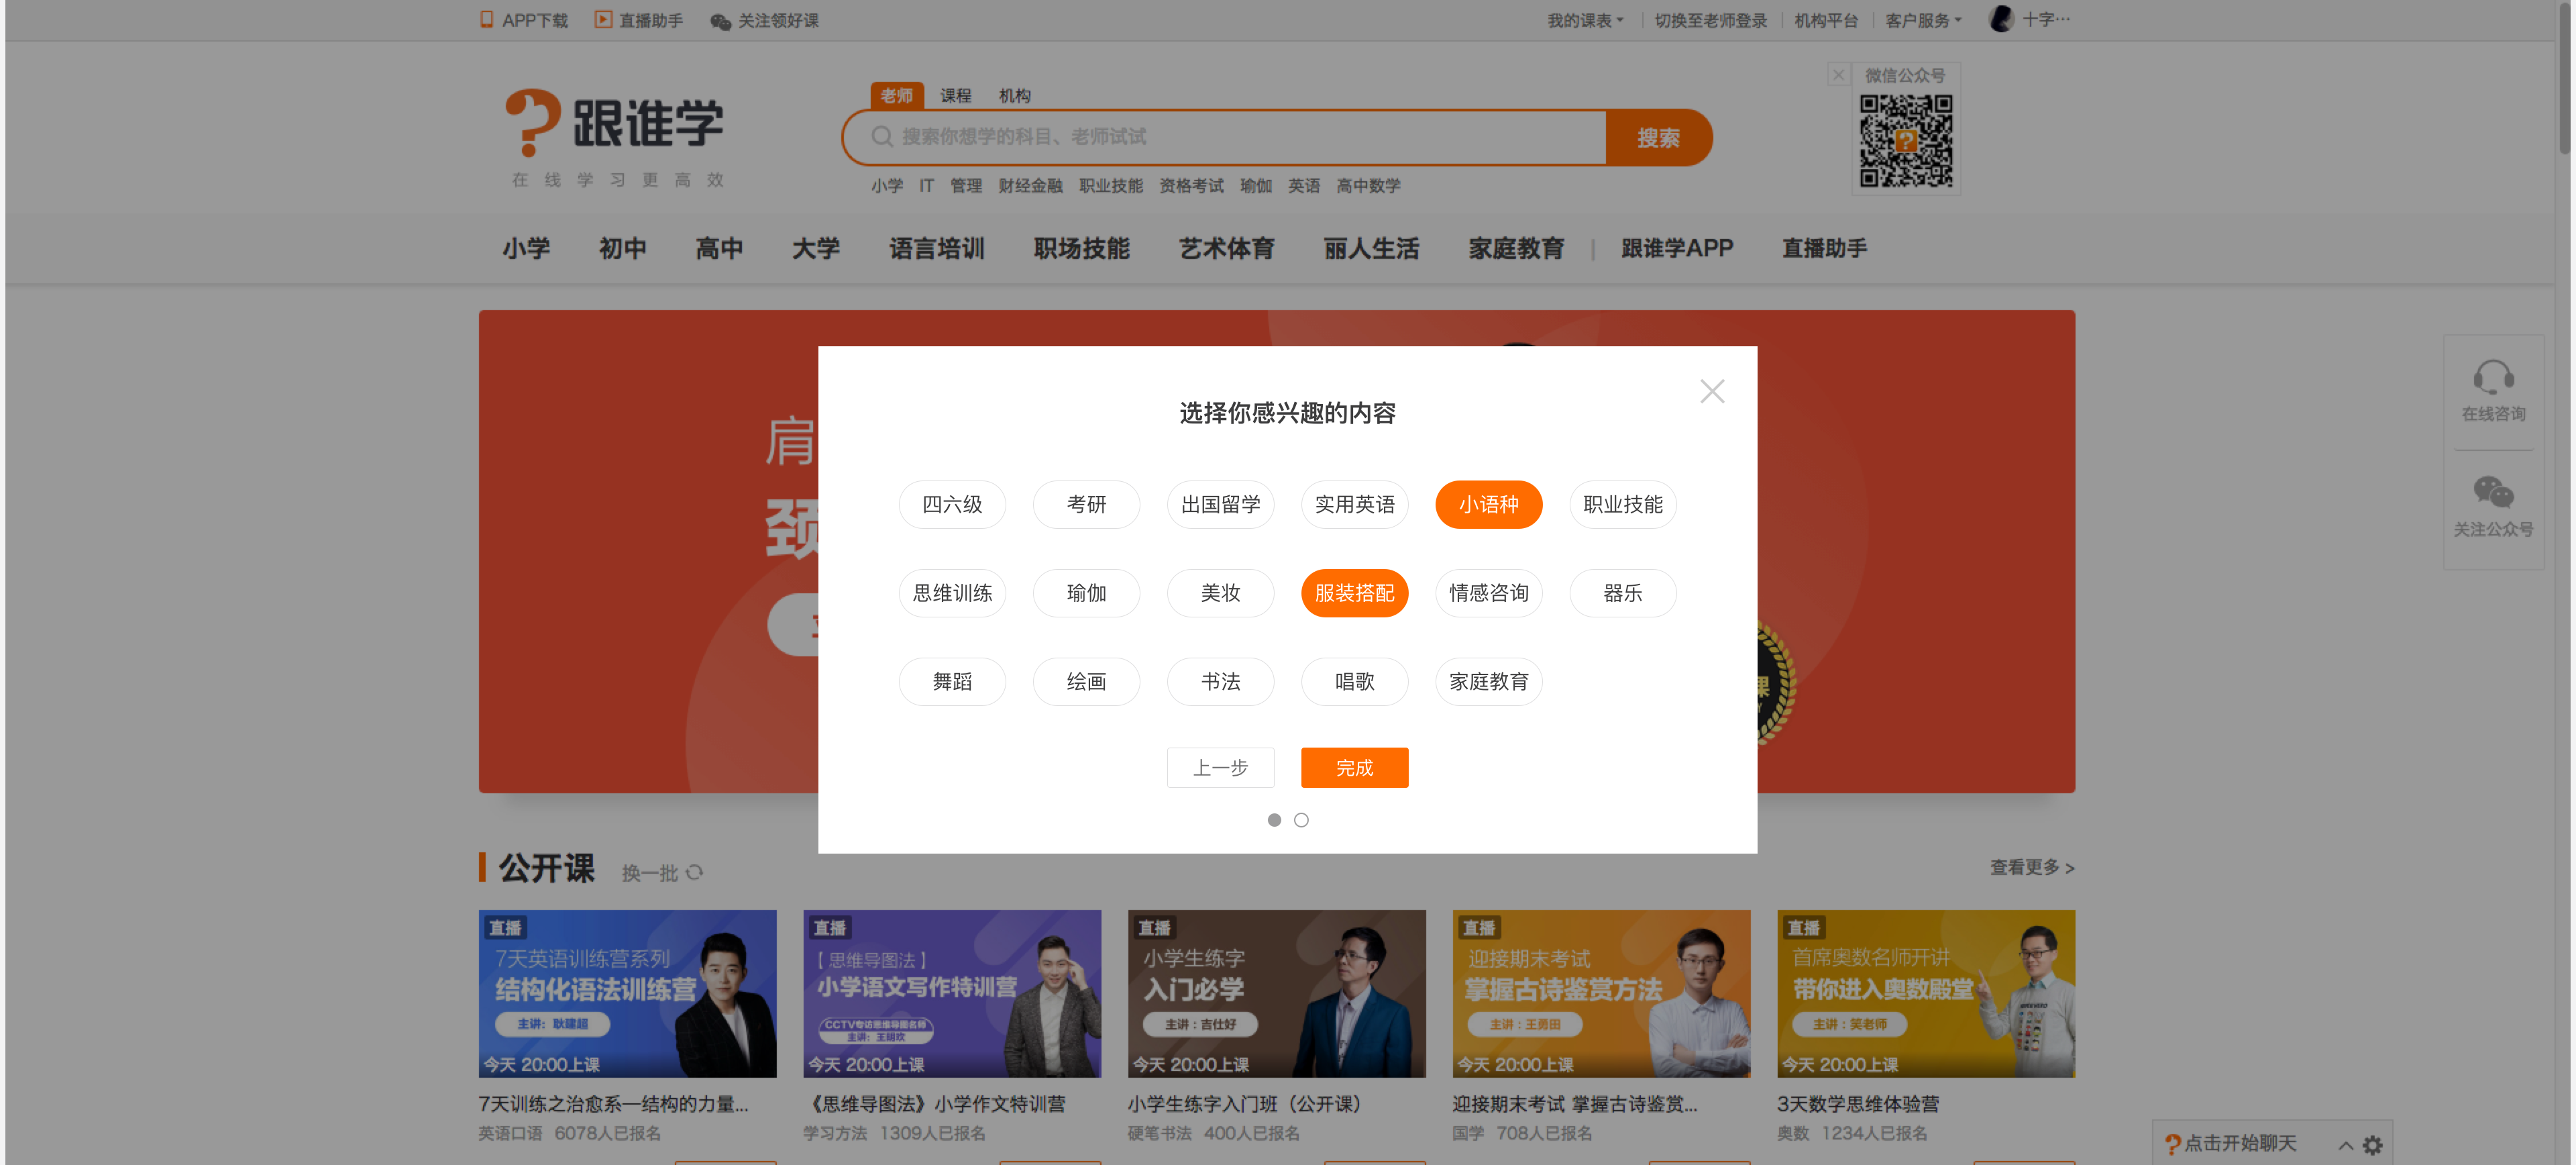 APP下载 直播助手 关注领好课 我的课表 切换至老师登录 机构平台 客户服务 十字…
老师 课程 机构 微信公众号
跟谁学
搜索你想学的科目、老师试试 搜索
在线学习更高效
小学 IT 管理 财经金融 职业技能 资格考试 瑜伽 英语 高中数学
小学 初中 高中 大学 语言培训 职场技能 艺术体育 丽人生活 家庭教育 | 跟谁学APP 直播助手
肩
颈
选择你感兴趣的内容
四六级 考研 出国留学 实用英语 小语种 职业技能
思维训练 瑜伽 美妆 服装搭配 情感咨询 器乐
舞蹈 绘画 书法 唱歌 家庭教育
上一步 完成
在线咨询
关注公众号
公开课 换一批 查看更多 >
直播
7天英语训练营系列
结构化语法训练营
主讲：耿建超
今天 20:00上课
7天训练之治愈系—结构的力量...
英语口语 6078人已报名
直播
【思维导图法】
小学语文写作特训营
CCTV专访思维导图名师
主讲：王明欢
今天 20:00上课
《思维导图法》小学作文特训营
学习方法 1309人已报名
直播
小学生练字
入门必学
主讲：吉仕好
今天 20:00上课
小学生练字入门班（公开课）
硬笔书法 400人已报名
直播
迎接期末考试
掌握古诗鉴赏方法
主讲：王勇田
今天 20:00上课
迎接期末考试 掌握古诗鉴赏...
国学 708人已报名
直播
首席奥数名师开讲
带你进入奥数殿堂
主讲：笑老师
今天 20:00上课
3天数学思维体验营
奥数 1234人已报名
点击开始聊天